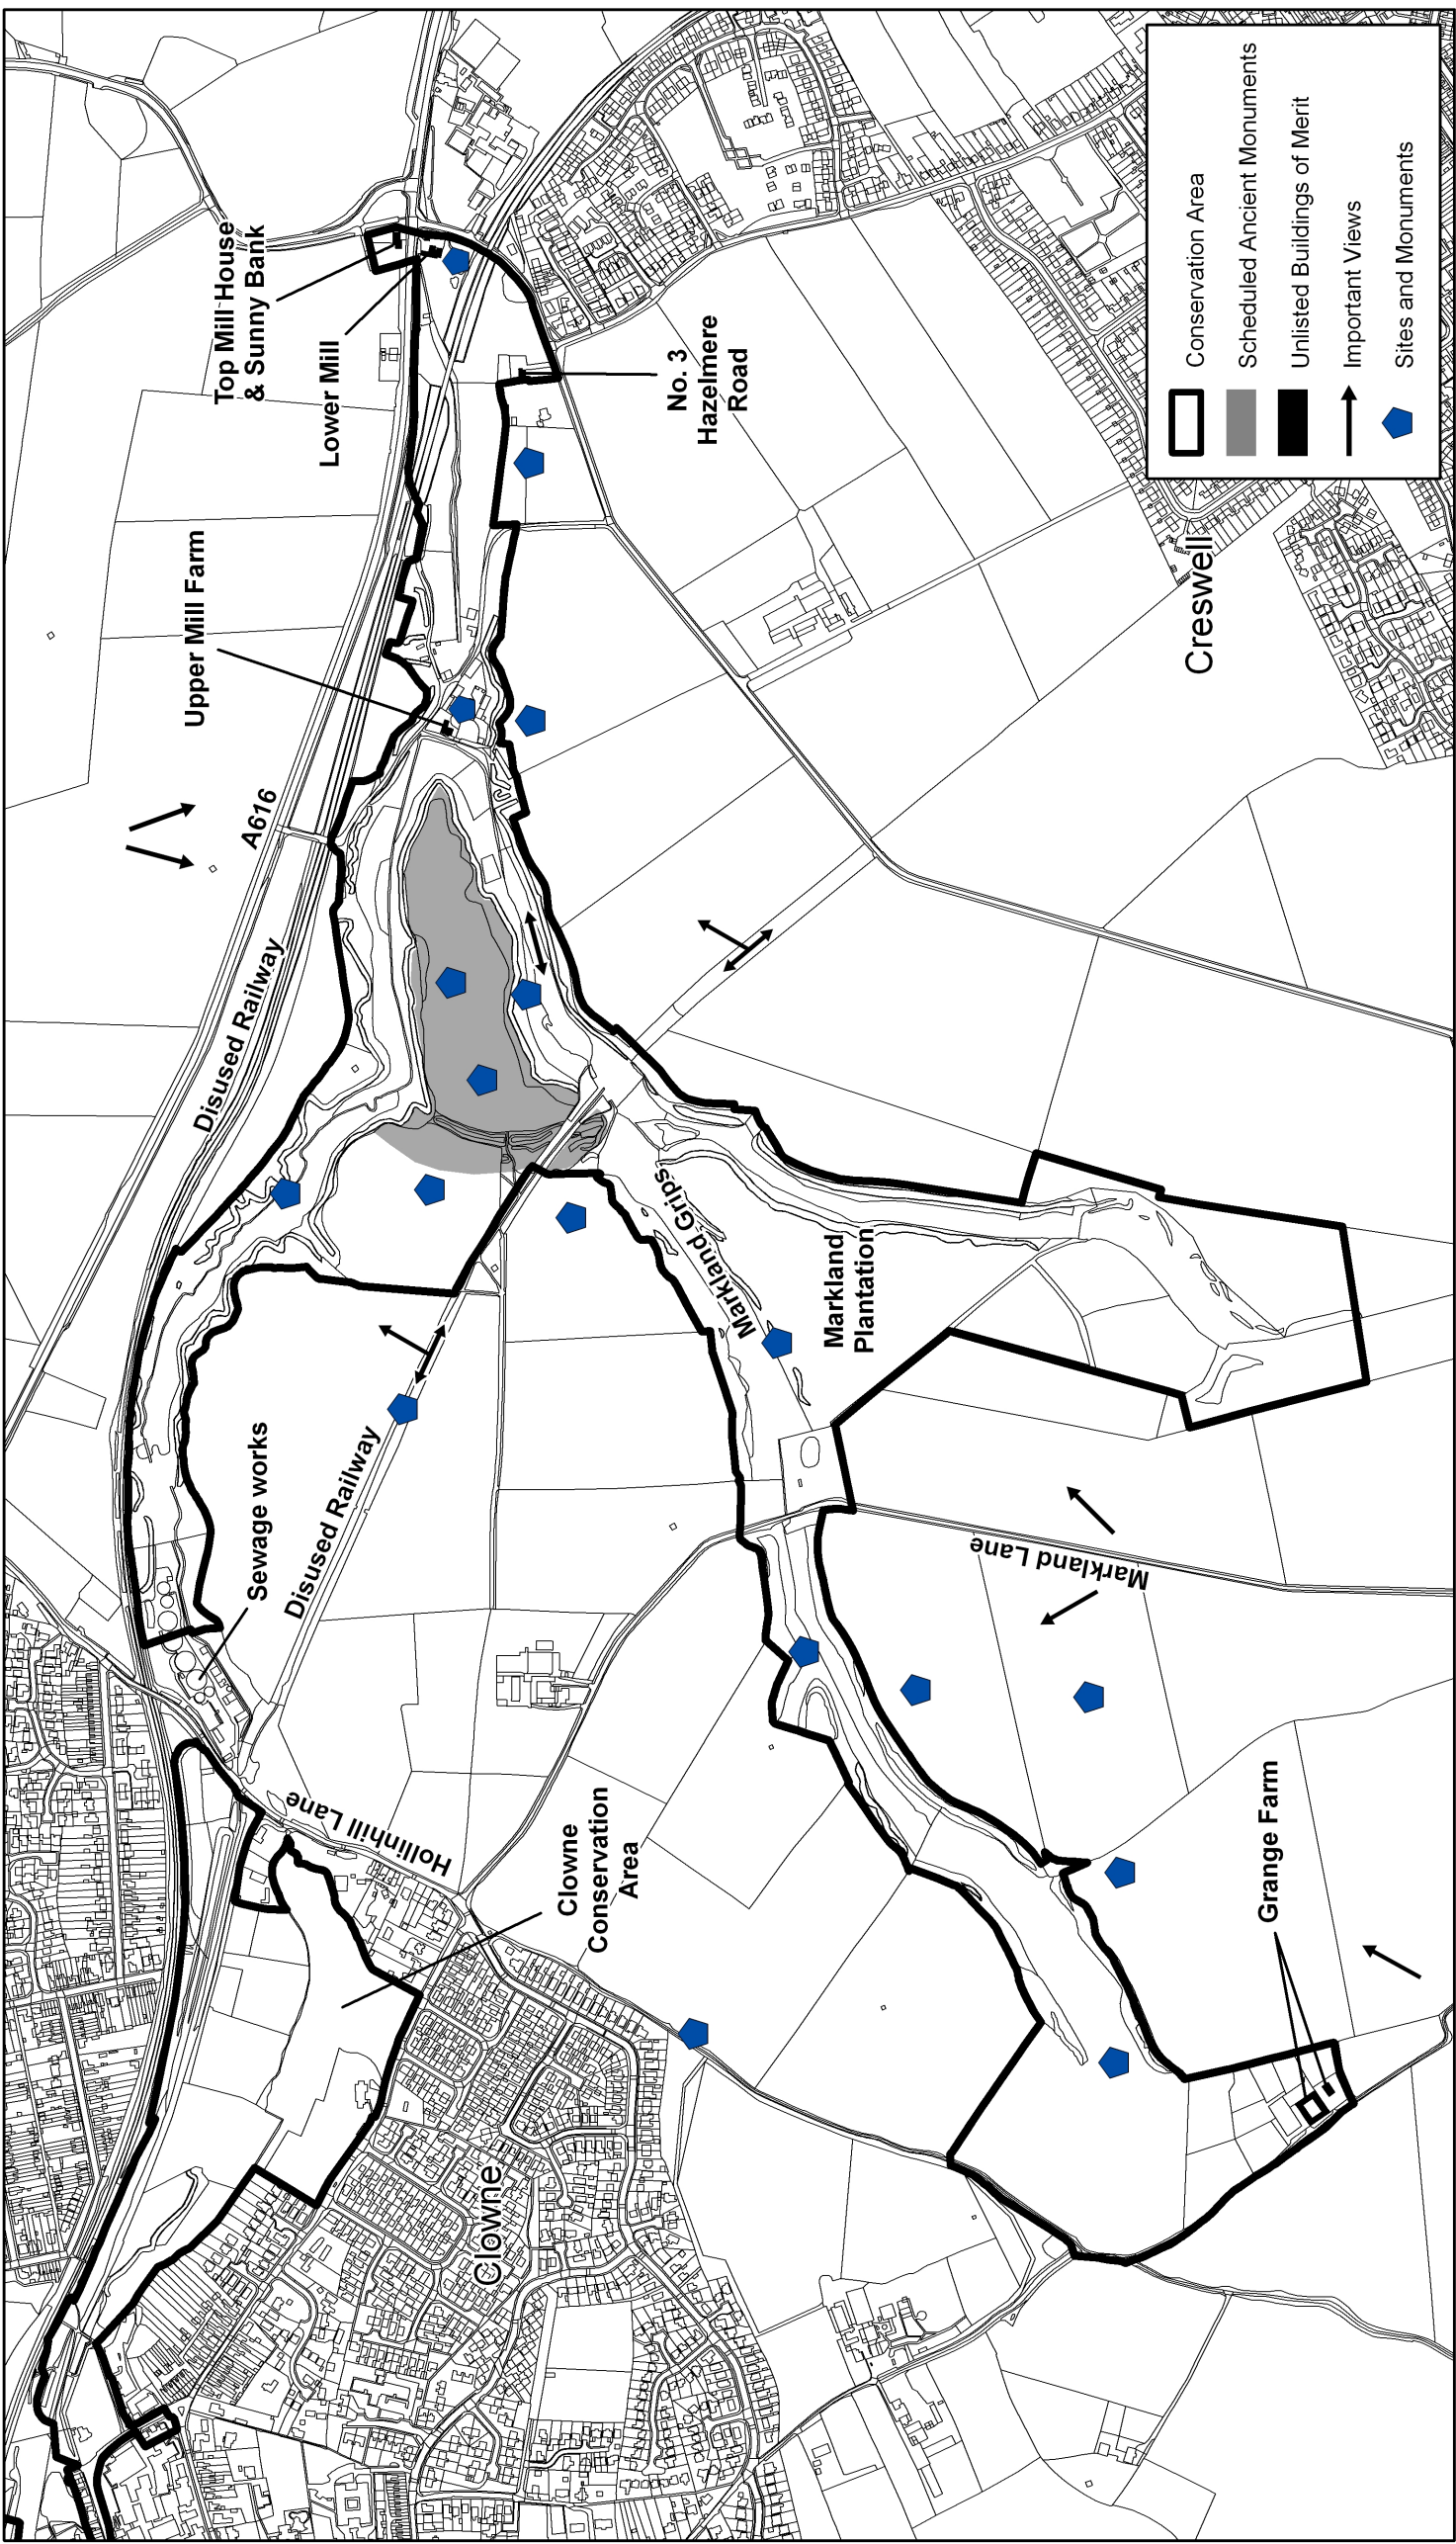 Top Mill House
& Sunny Bank
Lower Mill
No. 3
Hazelmere
Road
Upper Mill Farm
A616
Disused Railway
Creswell
Markland Grips
Markland
Plantation
Sewage works
Disused Railway
Markland Lane
Hollinhill Lane
Clowne
Conservation
Area
Grange Farm
Clowne
Conservation Area
Scheduled Ancient Monuments
Unlisted Buildings of Merit
Important Views
Sites and Monuments